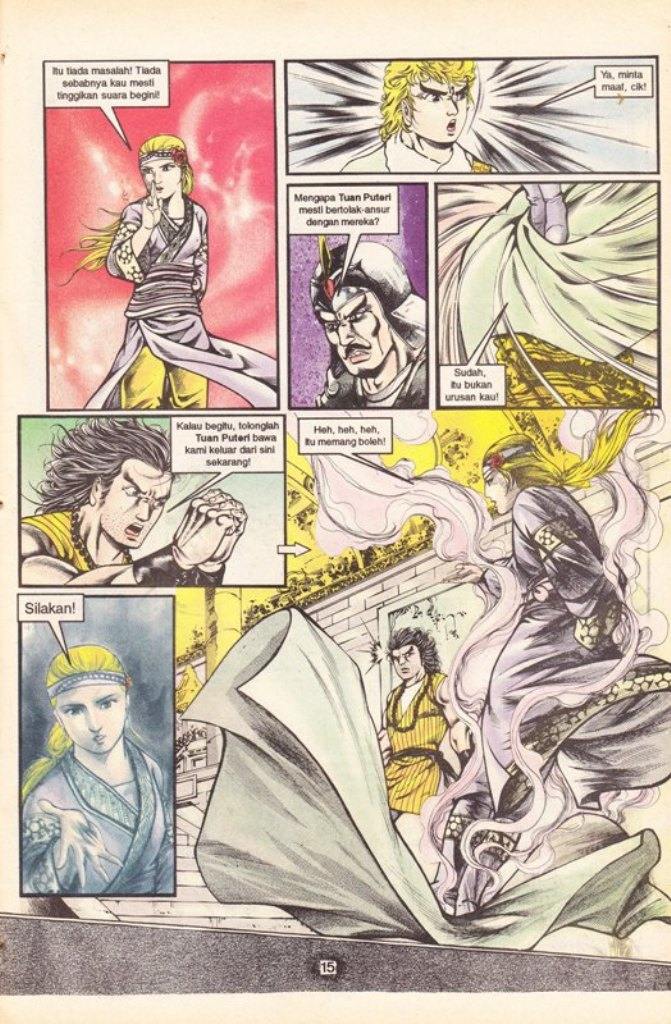 Itu tiada masalah! Tiada
sebabnya kau mesti
tinggikan suara begini!
Ya, minta
maaf, cik!
Mengapa Tuan Puteri
mesti bertolak-ansur
dengan mereka?
Sudah,
itu bukan
urusan kau!
Kalau begitu, tolonglah
Tuan Puteri bawa
kami keluar dari sini
sekarang!
Heh, heh, heh,
itu memang boleh!
Silakan!
15